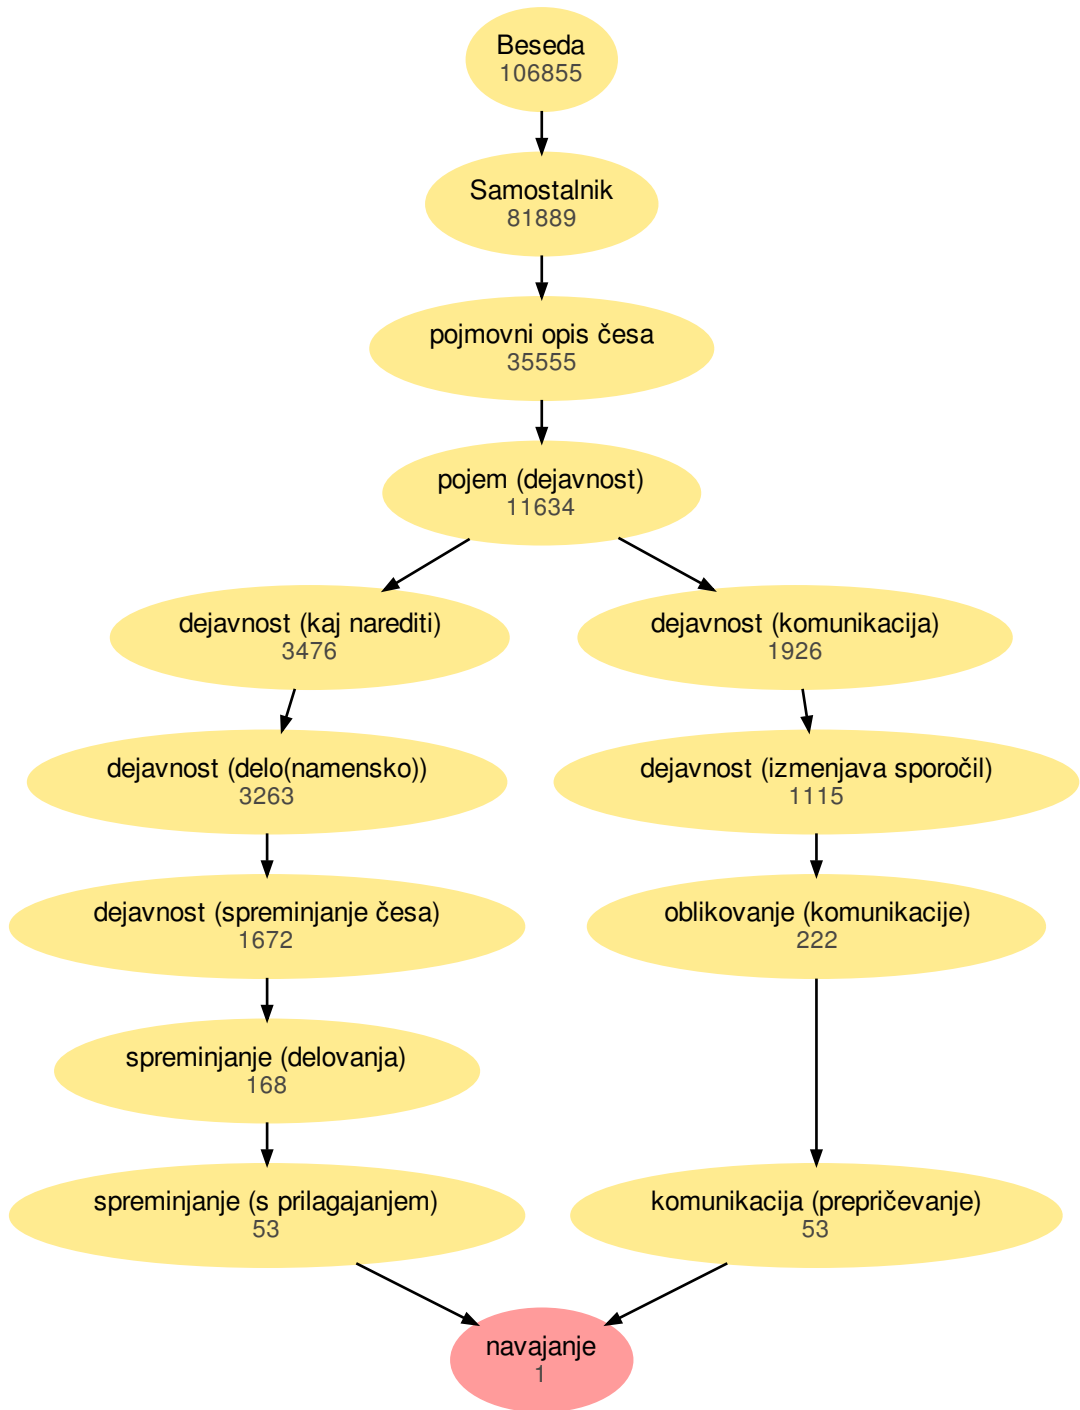 Beseda
106855
Samostalnik
81889
pojmovni opis česa
35555
pojem (dejavnost)
11634
dejavnost (kaj narediti)
3476
dejavnost (komunikacija)
1926
dejavnost (delo(namensko))
3263
dejavnost (izmenjava sporočil)
1115
dejavnost (spreminjanje česa)
1672
oblikovanje (komunikacije)
222
spreminjanje (delovanja)
168
spreminjanje (s prilagajanjem)
53
komunikacija (prepričevanje)
53
navajanje
1